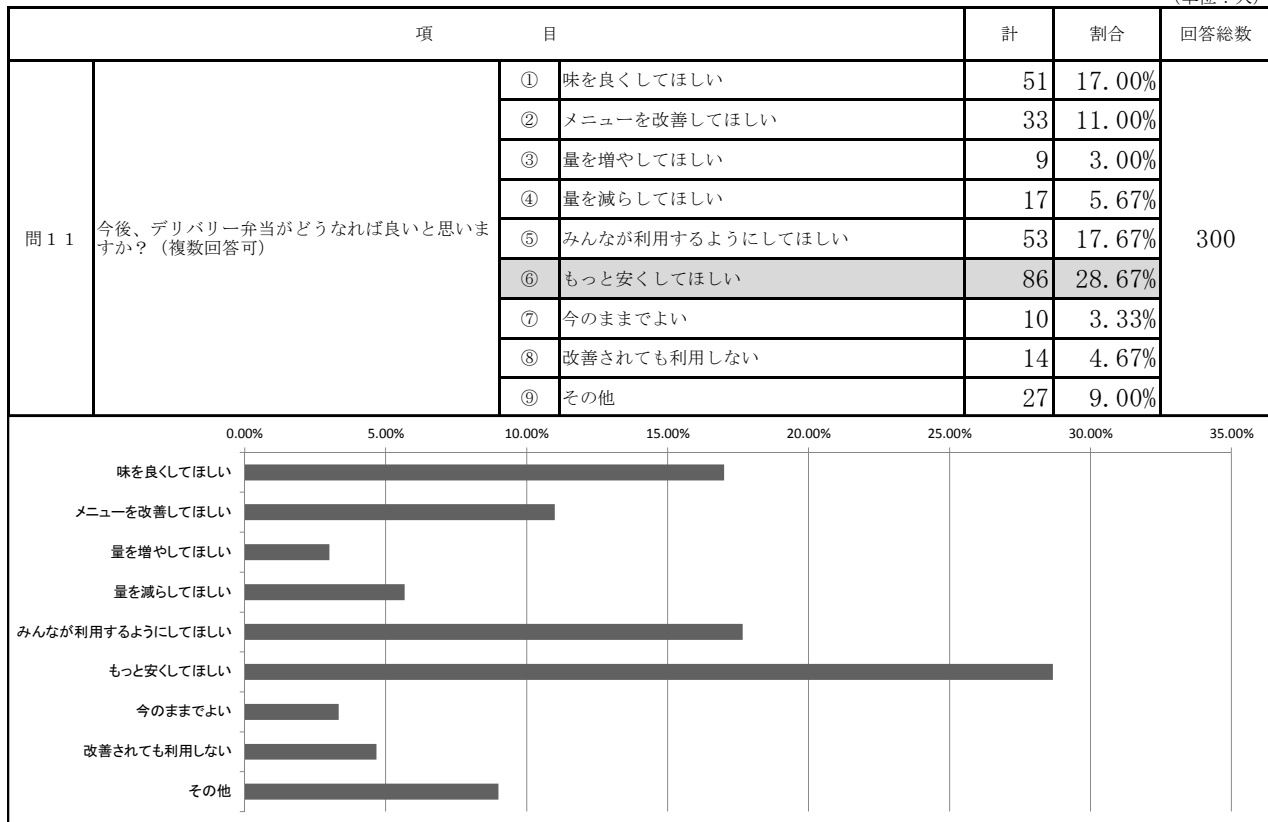 項　目　計　割合　回答総数
問１１　今後、デリバリー弁当がどうなれば良いと思いま
すか？（複数回答可）
① 味を良くしてほしい 51 17.00%
② メニューを改善してほしい 33 11.00%
③ 量を増やしてほしい 9 3.00%
④ 量を減らしてほしい 17 5.67%
⑤ みんなが利用するようにしてほしい 53 17.67%
300
⑥ もっと安くしてほしい 86 28.67%
⑦ 今のままでよい 10 3.33%
⑧ 改善されても利用しない 14 4.67%
⑨ その他 27 9.00%
0.00% 5.00% 10.00% 15.00% 20.00% 25.00% 30.00% 35.00%
味を良くしてほしい
メニューを改善してほしい
量を増やしてほしい
量を減らしてほしい
みんなが利用するようにしてほしい
もっと安くしてほしい
今のままでよい
改善されても利用しない
その他